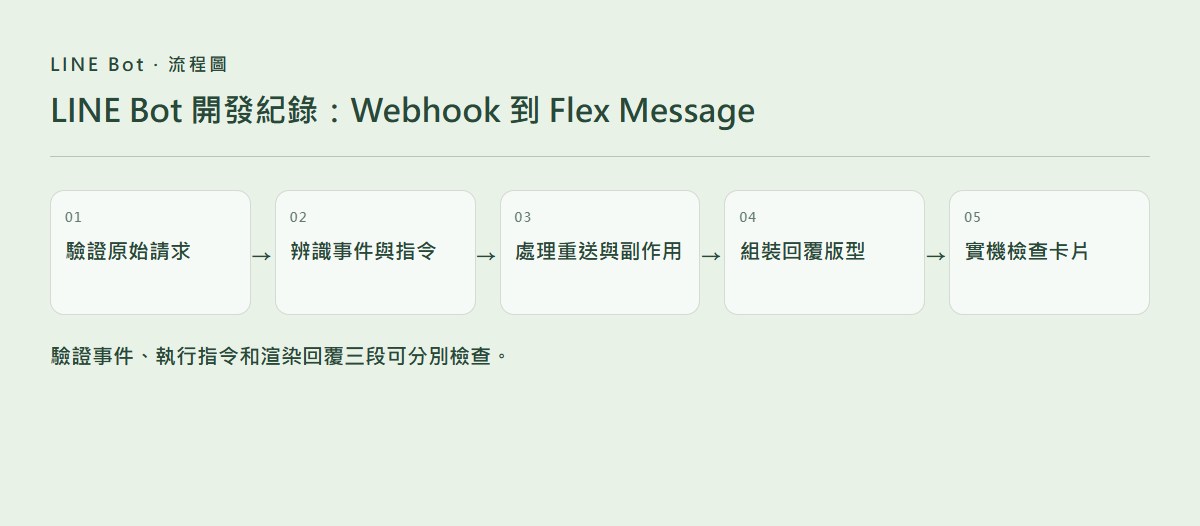 LINE Bot · 流程圖
LINE Bot 開發紀錄：Webhook 到 Flex Message
01
驗證原始請求
→
02
辨識事件與指令
→
03
處理重送與副作用
→
04
組裝回覆版型
→
05
實機檢查卡片
驗證事件、執行指令和渲染回覆三段可分別檢查。